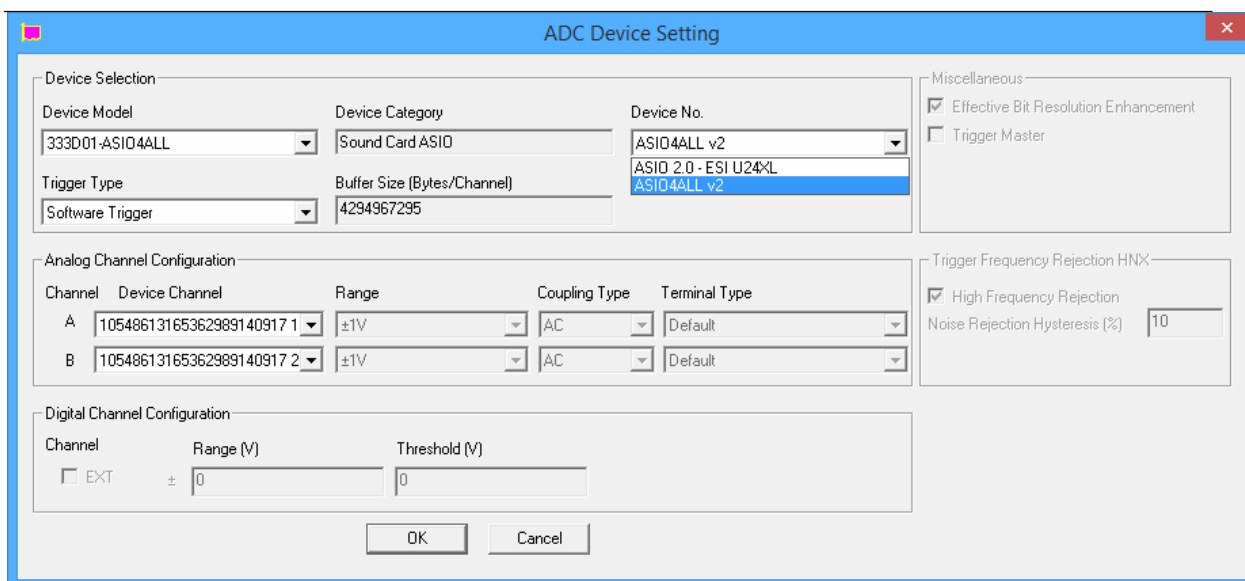 ADC Device Setting
Device Selection
Device Model
Device Category
Device No.
333D01-ASIO4ALL
Sound Card ASIO
ASIO4ALL v2
ASIO 2.0 - ESI U24XL
ASIO4ALL v2
Trigger Type
Buffer Size (Bytes/Channel)
Software Trigger
4294967295
Miscellaneous
Effective Bit Resolution Enhancement
Trigger Master
Analog Channel Configuration
Channel Device Channel Range Coupling Type Terminal Type
A 10548613165362989140917 1 ±1V AC Default
B 10548613165362989140917 2 ±1V AC Default
Trigger Frequency Rejection HNX
High Frequency Rejection
Noise Rejection Hysteresis (%) 10
Digital Channel Configuration
Channel Range (V) Threshold (V)
EXT ± 0 0
OK Cancel